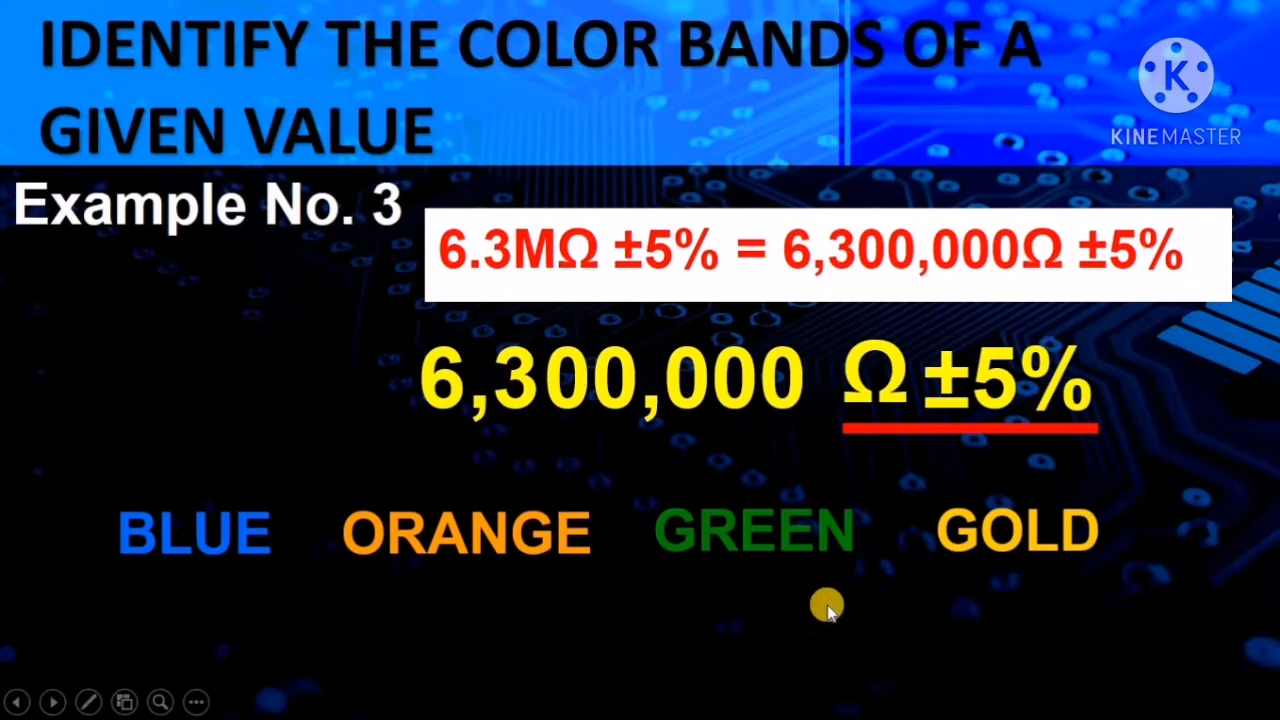 IDENTIFY THE COLOR BANDS OF A
GIVEN VALUE
K
KINEMASTER
Example No. 3
6.3MΩ ±5% = 6,300,000Ω ±5%
6,300,000 Ω ±5%
BLUE ORANGE GREEN GOLD